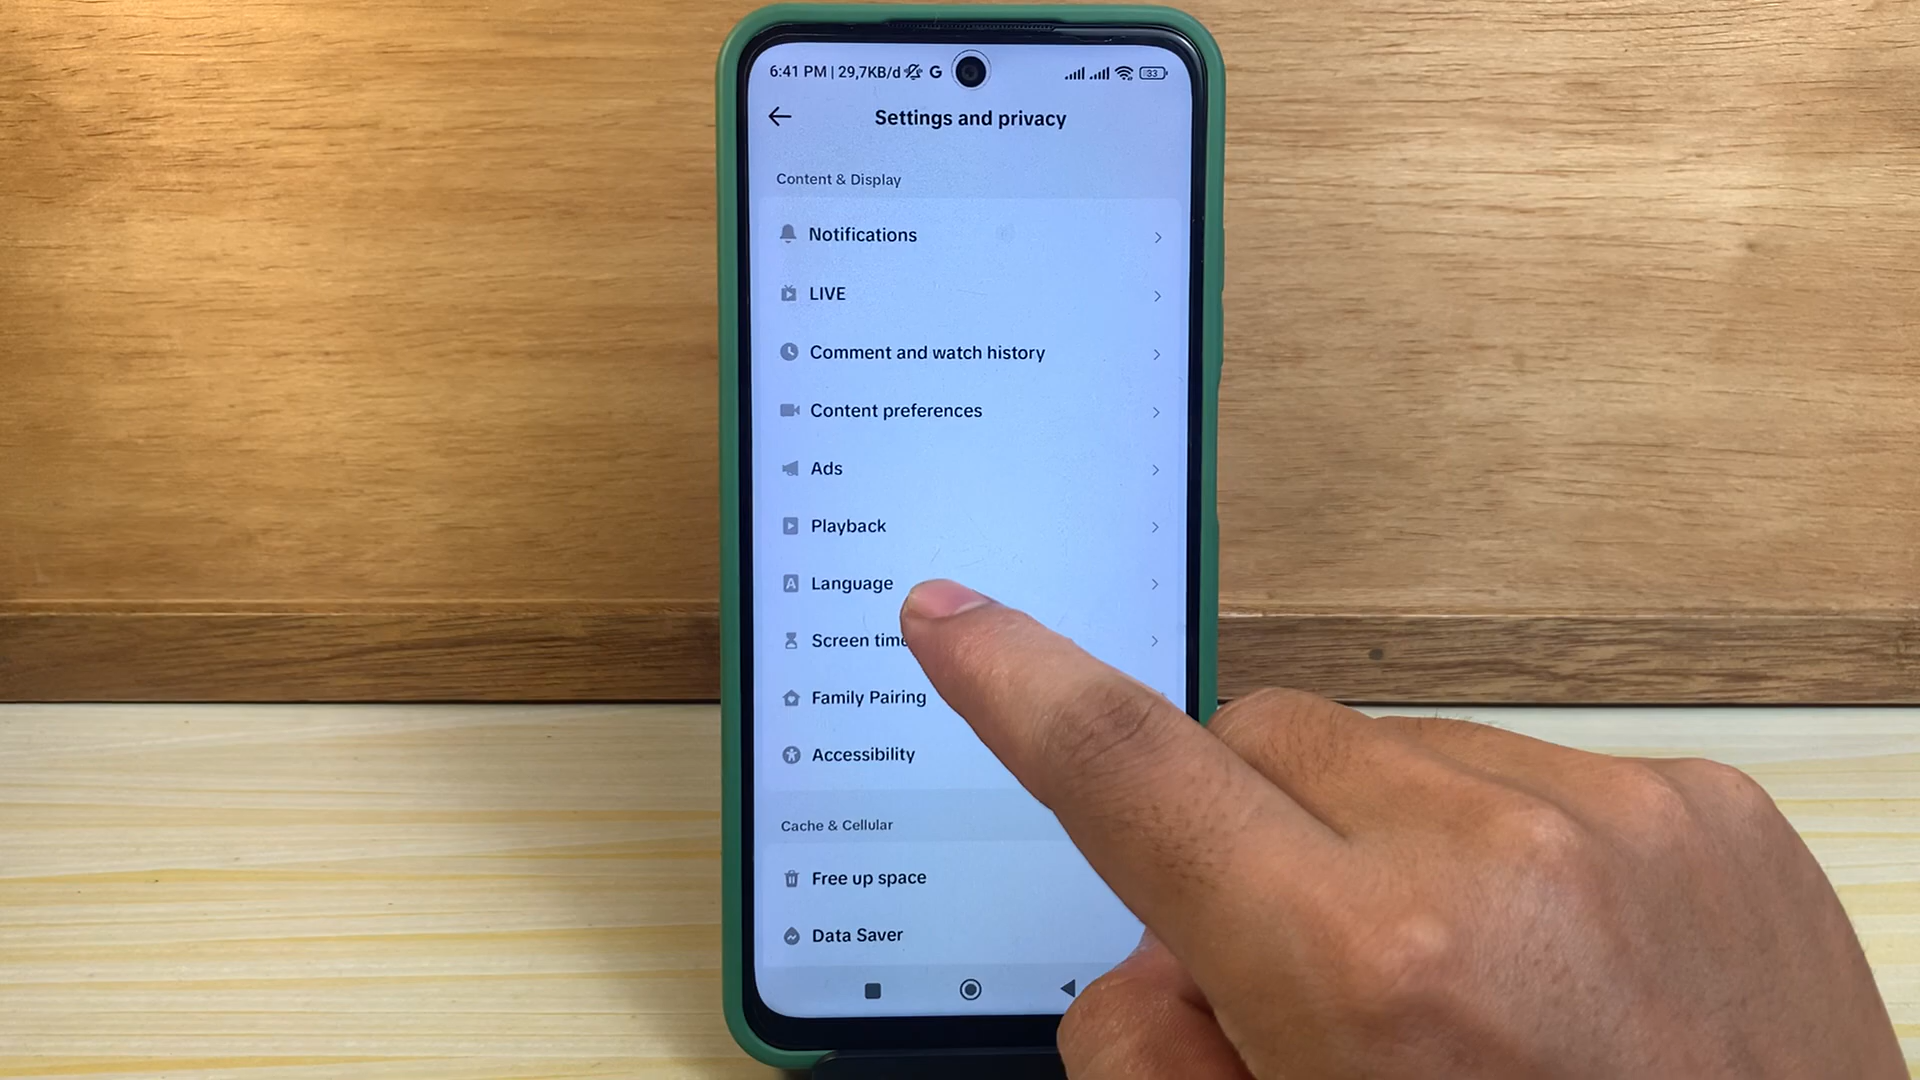 6:41 PM | 29,7KB/d G 33
Settings and privacy
Content & Display
Notifications
LIVE
Comment and watch history
Content preferences
Ads
Playback
A Language
Screen time
Family Pairing
Accessibility
Cache & Cellular
Free up space
Data Saver